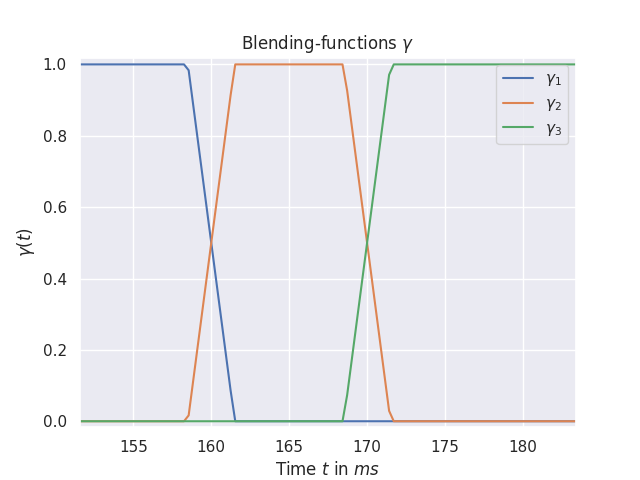 Blending-functions γ
γ(t)
1.0
0.8
0.6
0.4
0.2
0.0
γ₁
γ₂
γ₃
155 160 165 170 175 180
Time t in ms